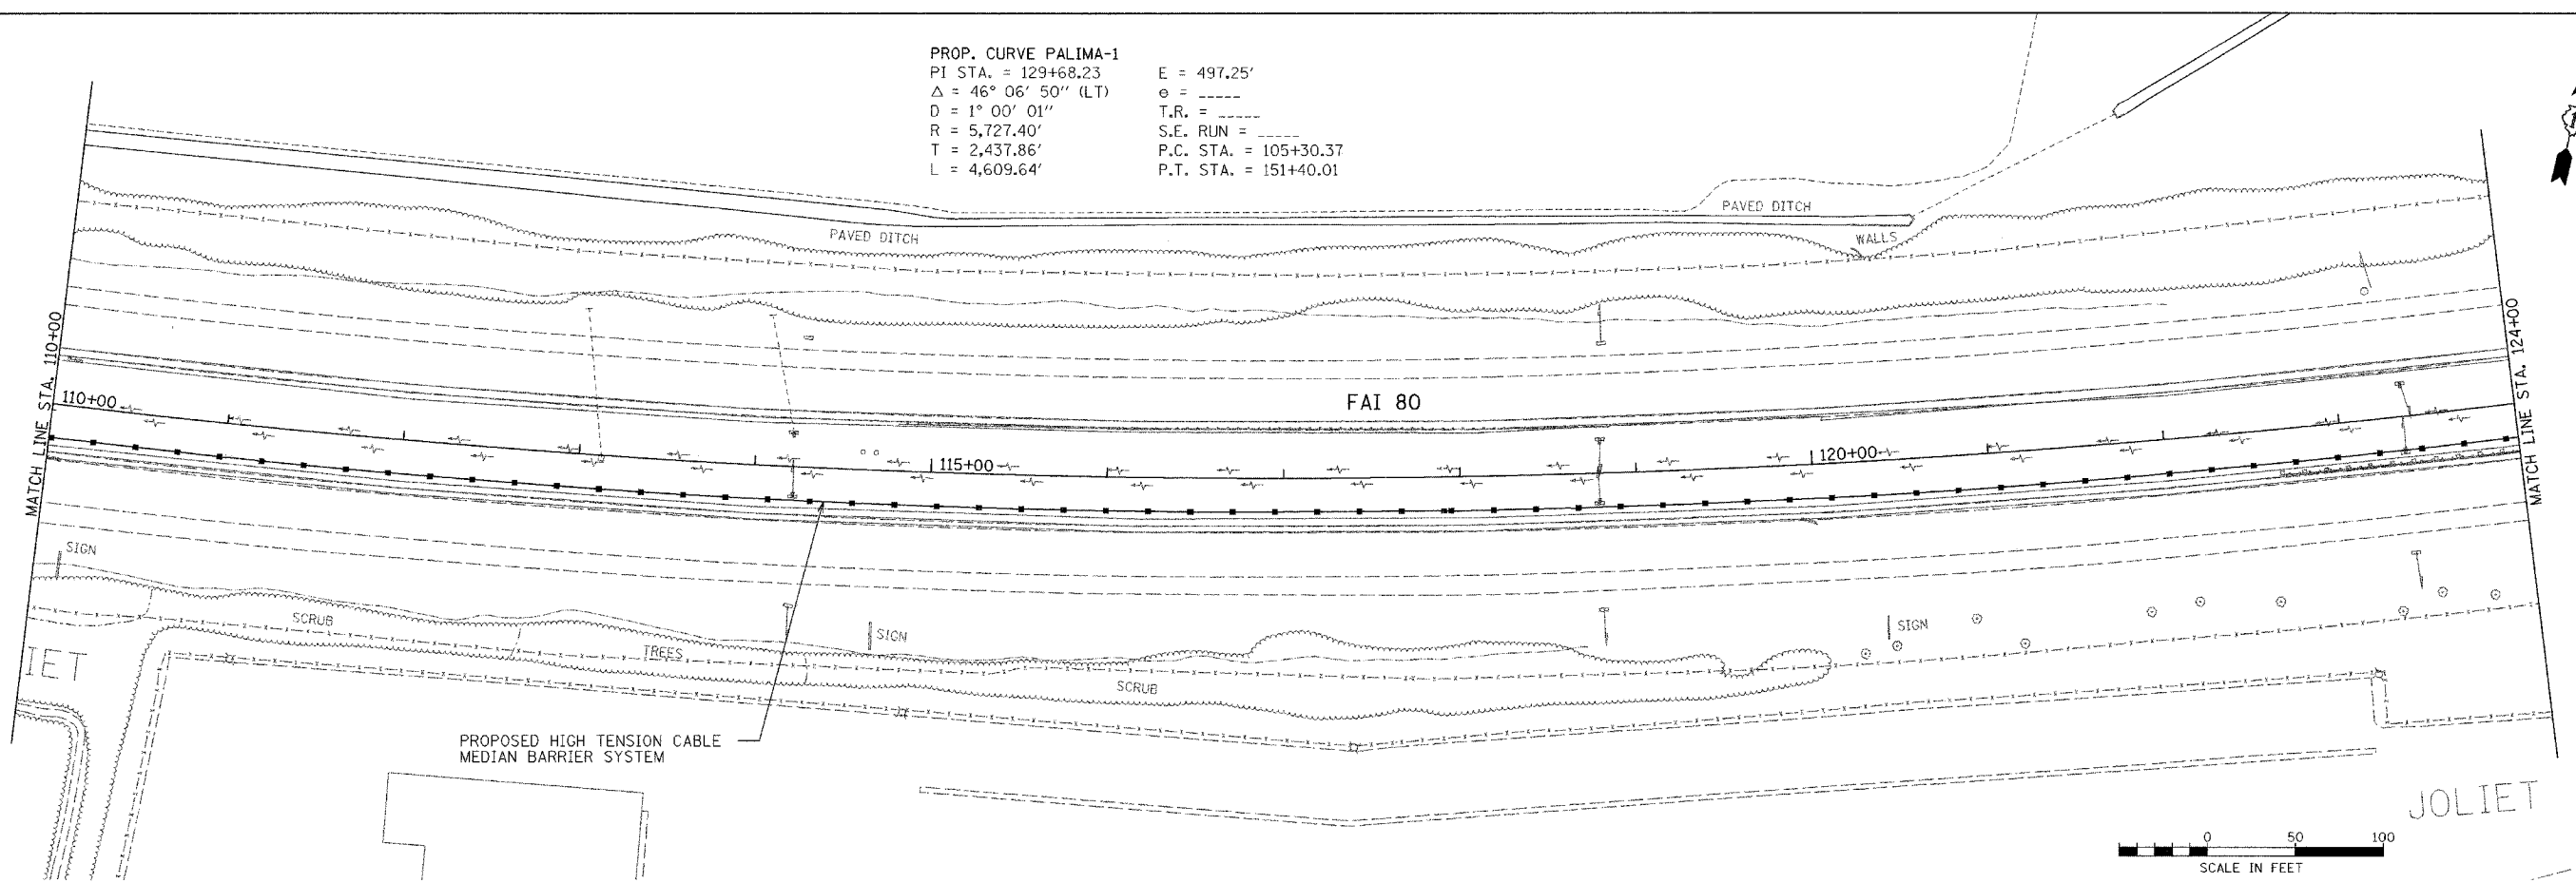 PROP. CURVE PALIMA-1
PI STA. = 129+68.23
Δ = 46° 06' 50'' (LT)
D = 1° 00' 01''
R = 5,727.40'
T = 2,437.86'
L = 4,609.64'
E = 497.25'
e = _____
T.R. = _____
S.E. RUN = _____
P.C. STA. = 105+30.37
P.T. STA. = 151+40.01
PAVED DITCH
PAVED DITCH
WALLS
MATCH LINE STA. 110+00
MATCH LINE STA. 124+00
FAI 80
110+00
115+00
120+00
SIGN
SCRUB
TREES
SIGN
SCRUB
SIGN
IET
PROPOSED HIGH TENSION CABLE
MEDIAN BARRIER SYSTEM
JOLIET
0 50 100
SCALE IN FEET